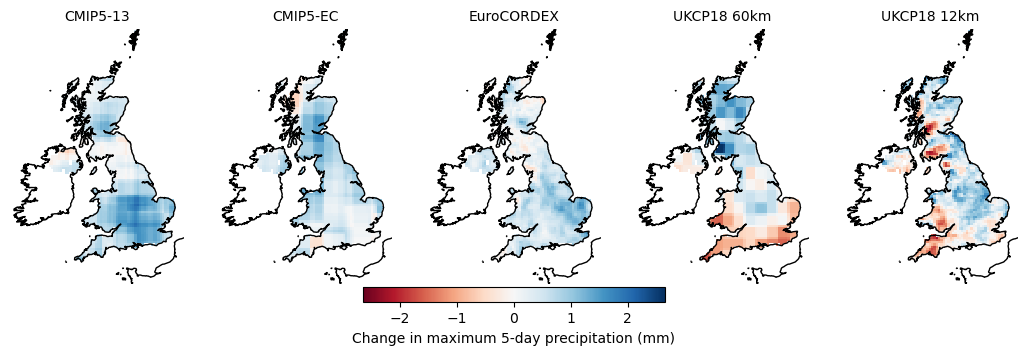 CMIP5-13 CMIP5-EC EuroCORDEX UKCP18 60km UKCP18 12km
−2 −1 0 1 2
Change in maximum 5-day precipitation (mm)